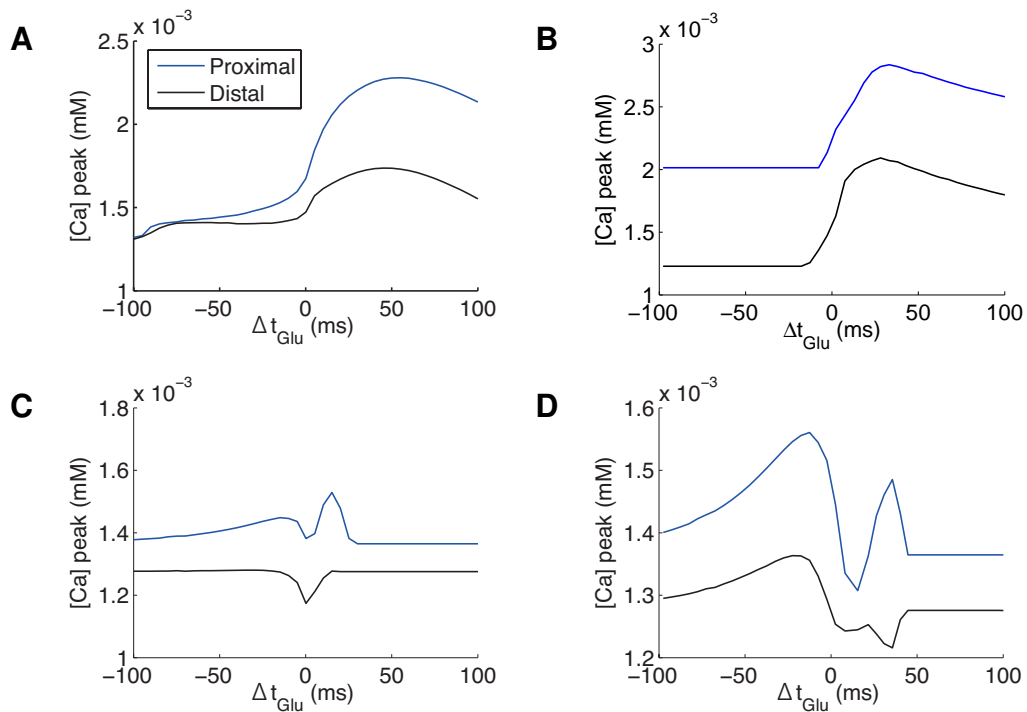 A
x 10⁻³
2.5
2
1.5
1
[Ca] peak (mM)
Proximal
Distal
−100
−50
0
50
100
Δ t_Glu (ms)
B
x 10⁻³
3
2.5
2
1.5
1
[Ca] peak (mM)
−100
−50
0
50
100
Δt_Glu (ms)
C
x 10⁻³
1.8
1.6
1.4
1.2
1
[Ca] peak (mM)
−100
−50
0
50
100
Δ t_Glu (ms)
D
x 10⁻³
1.6
1.5
1.4
1.3
1.2
[Ca] peak (mM)
−100
−50
0
50
100
Δ t_Glu (ms)